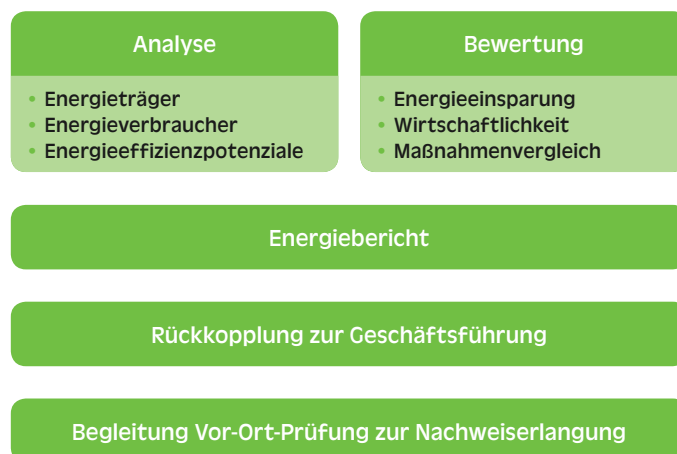 Analyse
• Energieträger
• Energieverbraucher
• Energieeffizienzpotenziale
Bewertung
• Energieeinsparung
• Wirtschaftlichkeit
• Maßnahmenvergleich
Energiebericht
Rückkopplung zur Geschäftsführung
Begleitung Vor-Ort-Prüfung zur Nachweiserlangung